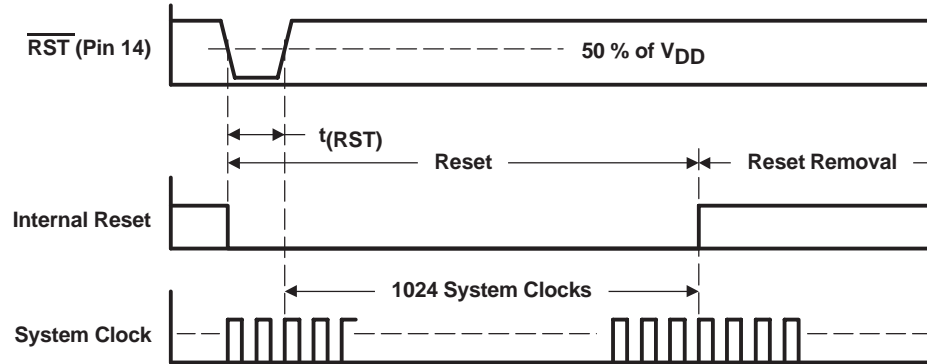 RST (Pin 14)
50 % of VDD
t(RST)
Reset
Reset Removal
Internal Reset
1024 System Clocks
System Clock